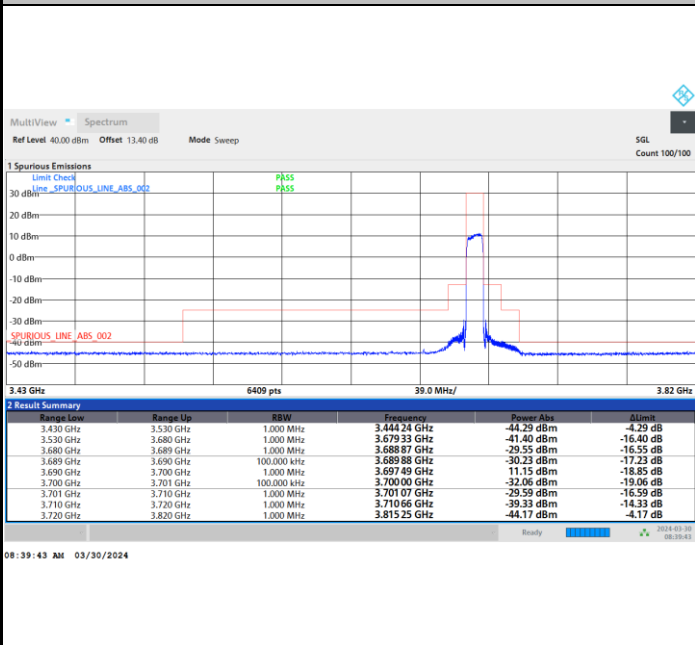 MultiView Spectrum
Ref Level 40.00 dBm Offset 13.40 dB Mode Sweep SGL
Count 100/100
1 Spurious Emissions
Limit Check PASS
Line _SPURIOUS_LINE_ABS_002 PASS
30 dBm
20 dBm
10 dBm
0 dBm
-10 dBm
-20 dBm
-30 dBm
_SPURIOUS_LINE_ABS_002
-40 dBm
-50 dBm
3.43 GHz 6409 pts 39.0 MHz/ 3.82 GHz
2 Result Summary
Range Low Range Up RBW Frequency Power Abs ΔLimit
3.430 GHz 3.530 GHz 1.000 MHz 3.444 24 GHz -44.29 dBm -4.29 dB
3.530 GHz 3.680 GHz 1.000 MHz 3.679 33 GHz -41.40 dBm -16.40 dB
3.680 GHz 3.689 GHz 1.000 MHz 3.688 87 GHz -29.55 dBm -16.55 dB
3.689 GHz 3.690 GHz 100.000 kHz 3.689 88 GHz -30.23 dBm -17.23 dB
3.690 GHz 3.700 GHz 1.000 MHz 3.697 49 GHz 11.15 dBm -18.85 dB
3.700 GHz 3.701 GHz 100.000 kHz 3.700 00 GHz -32.06 dBm -19.06 dB
3.701 GHz 3.710 GHz 1.000 MHz 3.701 07 GHz -29.59 dBm -16.59 dB
3.710 GHz 3.720 GHz 1.000 MHz 3.710 66 GHz -39.33 dBm -14.33 dB
3.720 GHz 3.820 GHz 1.000 MHz 3.815 25 GHz -44.17 dBm -4.17 dB
Ready 2024-03-30
08:39:43
08:39:43 AM 03/30/2024